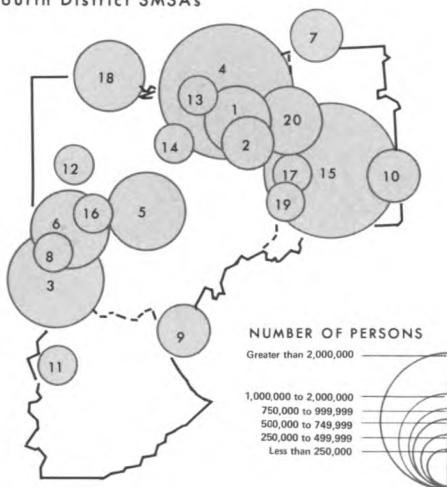 Fourth District SMSAs
7
18
4
13
1
20
14
2
12
17
15
10
16
5
19
6
8
3
9
11
NUMBER OF PERSONS
Greater than 2,000,000
1,000,000 to 2,000,000
750,000 to 999,999
500,000 to 749,999
250,000 to 499,999
Less than 250,000